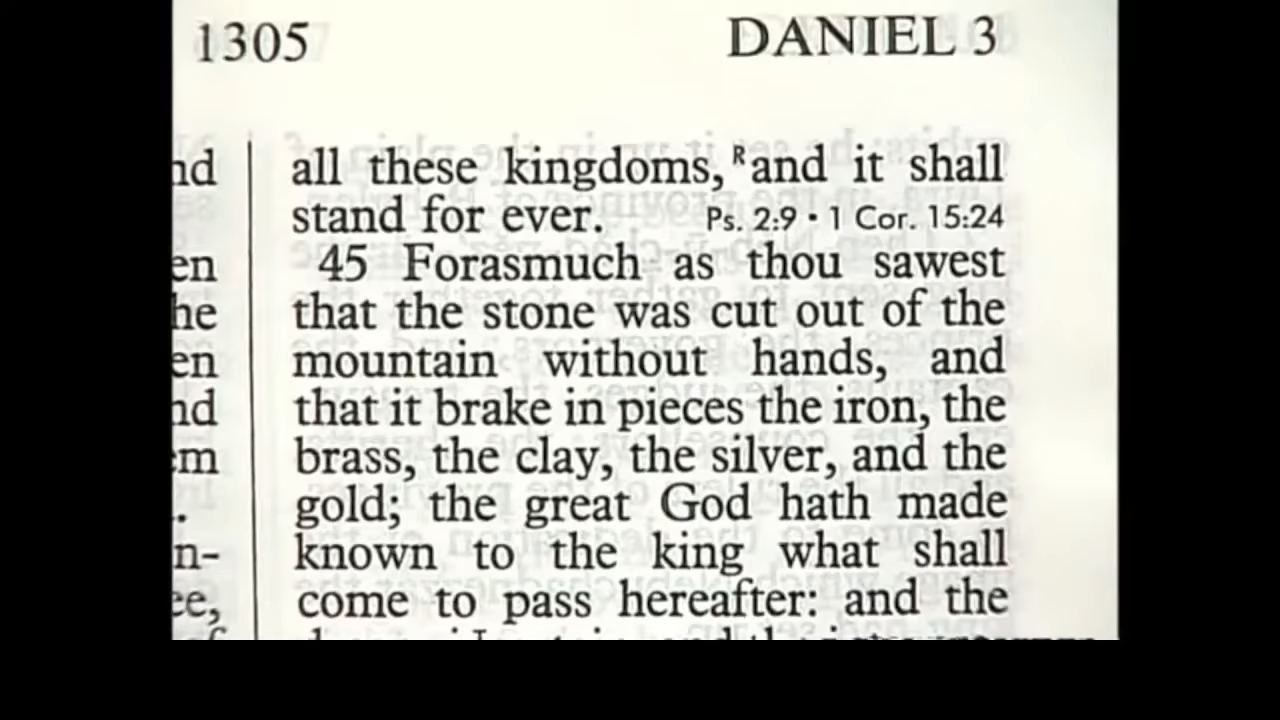 1305 DANIEL 3
all these kingdoms, ᴿand it shall
stand for ever. Ps. 2:9 • 1 Cor. 15:24
45 Forasmuch as thou sawest
that the stone was cut out of the
mountain without hands, and
that it brake in pieces the iron, the
brass, the clay, the silver, and the
gold; the great God hath made
known to the king what shall
come to pass hereafter: and the